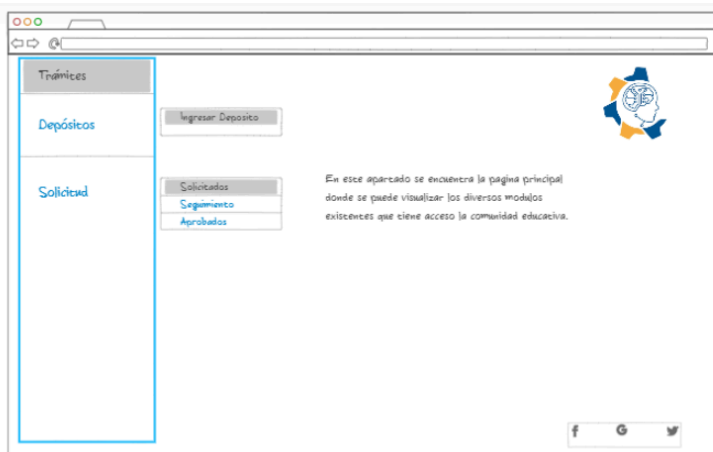 Trámites
Depósitos
Ingresar Deposito
Solicitud
Solicitados
Seguimiento
Aprobados
En este apartado se encuentra la pagina principal
donde se puede visualizar los diversos modulos
existentes que tiene acceso la comunidad educativa.
f G